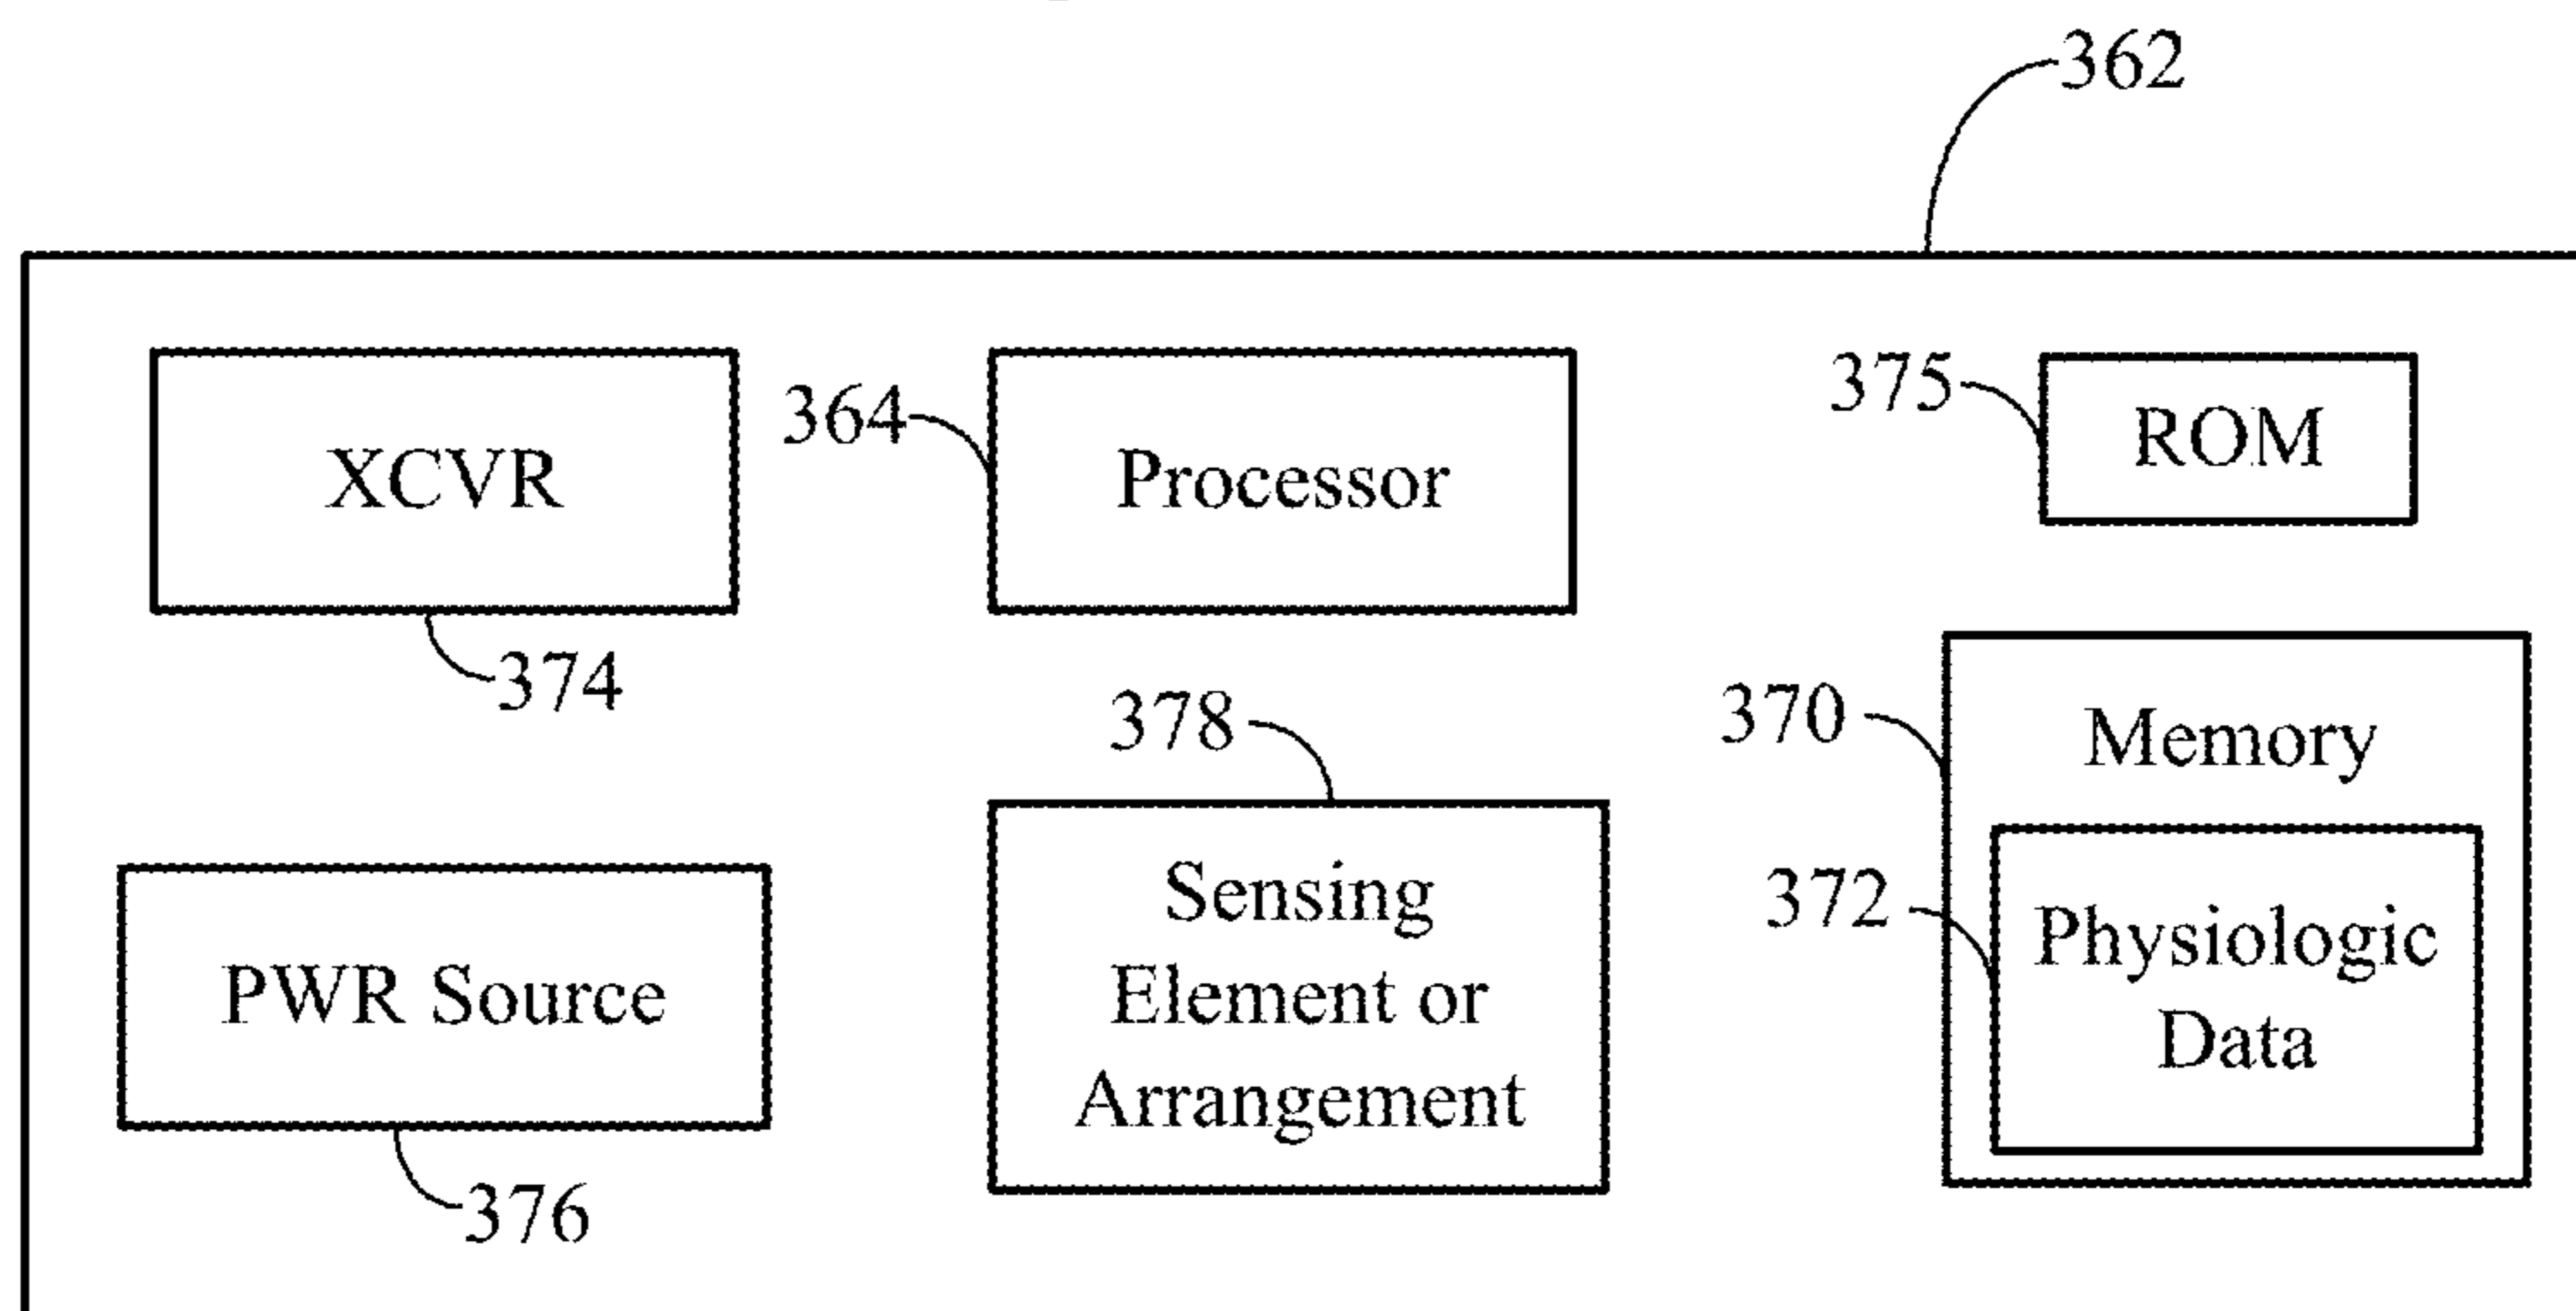 362
XCVR
374
364
Processor
375
ROM
370
Memory
372
Physiologic
Data
378
Sensing
Element or
Arrangement
PWR Source
376